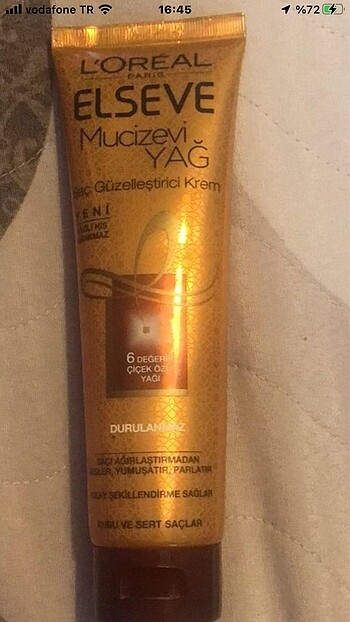 vodafone TR 16:45 %72
L'ORÉAL
PARIS
ELSEVE
Mucizevi
YAĞ
Güzelleştirici Krem
YENİ
6 DEĞERLİ
ÇİÇEK ÖZÜ
YAĞI
DURULANMAZ
SAÇI AĞIRLAŞTIRMADAN
BESLER, YUMUŞATIR, PARLATIR
KOLAY ŞEKİLLENDİRME SAĞLAR
KURU VE SERT SAÇLAR